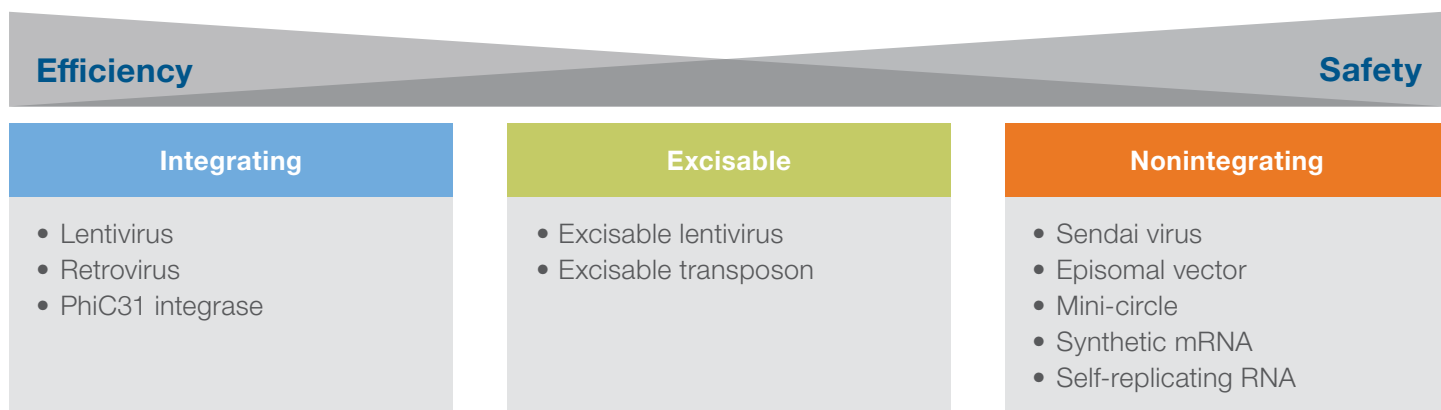 Efficiency
Safety
Integrating
• Lentivirus
• Retrovirus
• PhiC31 integrase
Excisable
• Excisable lentivirus
• Excisable transposon
Nonintegrating
• Sendai virus
• Episomal vector
• Mini-circle
• Synthetic mRNA
• Self-replicating RNA